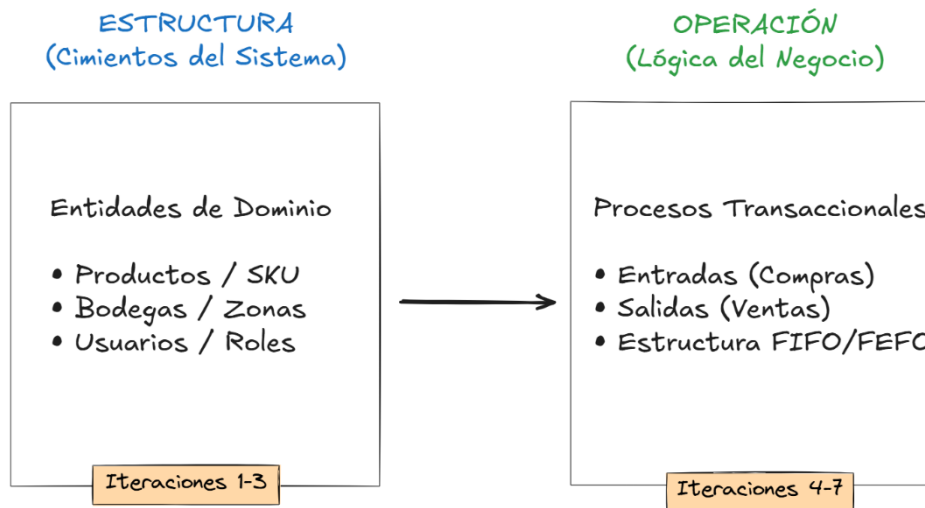 ESTRUCTURA
(Cimientos del Sistema)
Entidades de Dominio
• Productos / SKU
• Bodegas / Zonas
• Usuarios / Roles
Iteraciones 1-3
OPERACIÓN
(Lógica del Negocio)
Procesos Transaccionales
• Entradas (Compras)
• Salidas (Ventas)
• Estructura FIFO/FEFO
Iteraciones 4-7